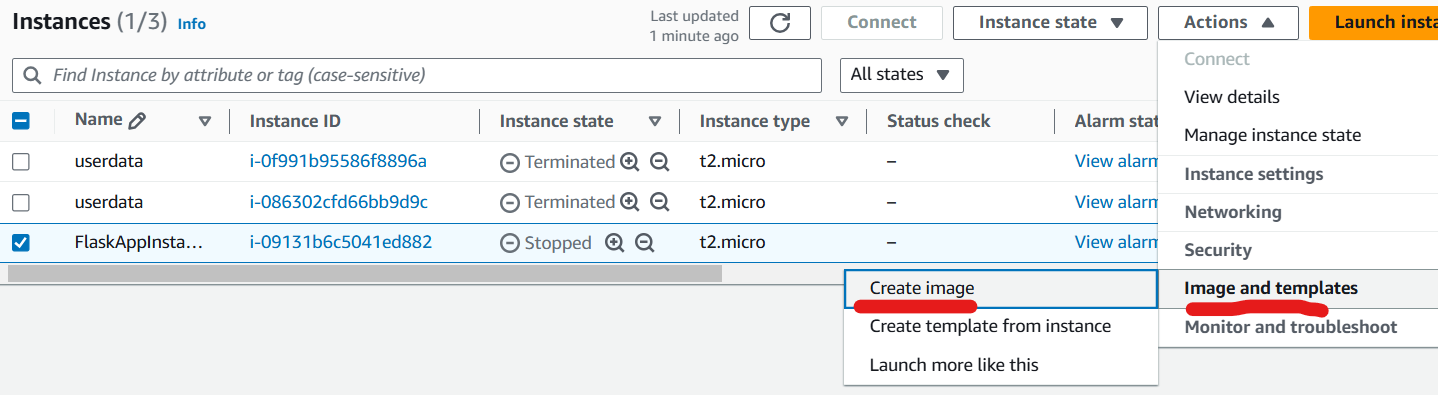 Instances (1/3) Info
Last updated
1 minute ago
Connect
Instance state
Actions
Launch insta
Find Instance by attribute or tag (case-sensitive)
All states
Connect
View details
Manage instance state
Instance settings
Networking
Security
Image and templates
Monitor and troubleshoot
Name Instance ID Instance state Instance type Status check Alarm stat
userdata i-0f991b95586f8896a Terminated t2.micro – View alarm
userdata i-086302cfd66bb9d9c Terminated t2.micro – View alarm
FlaskAppInsta... i-09131b6c5041ed882 Stopped t2.micro – View alarm
Create image
Create template from instance
Launch more like this